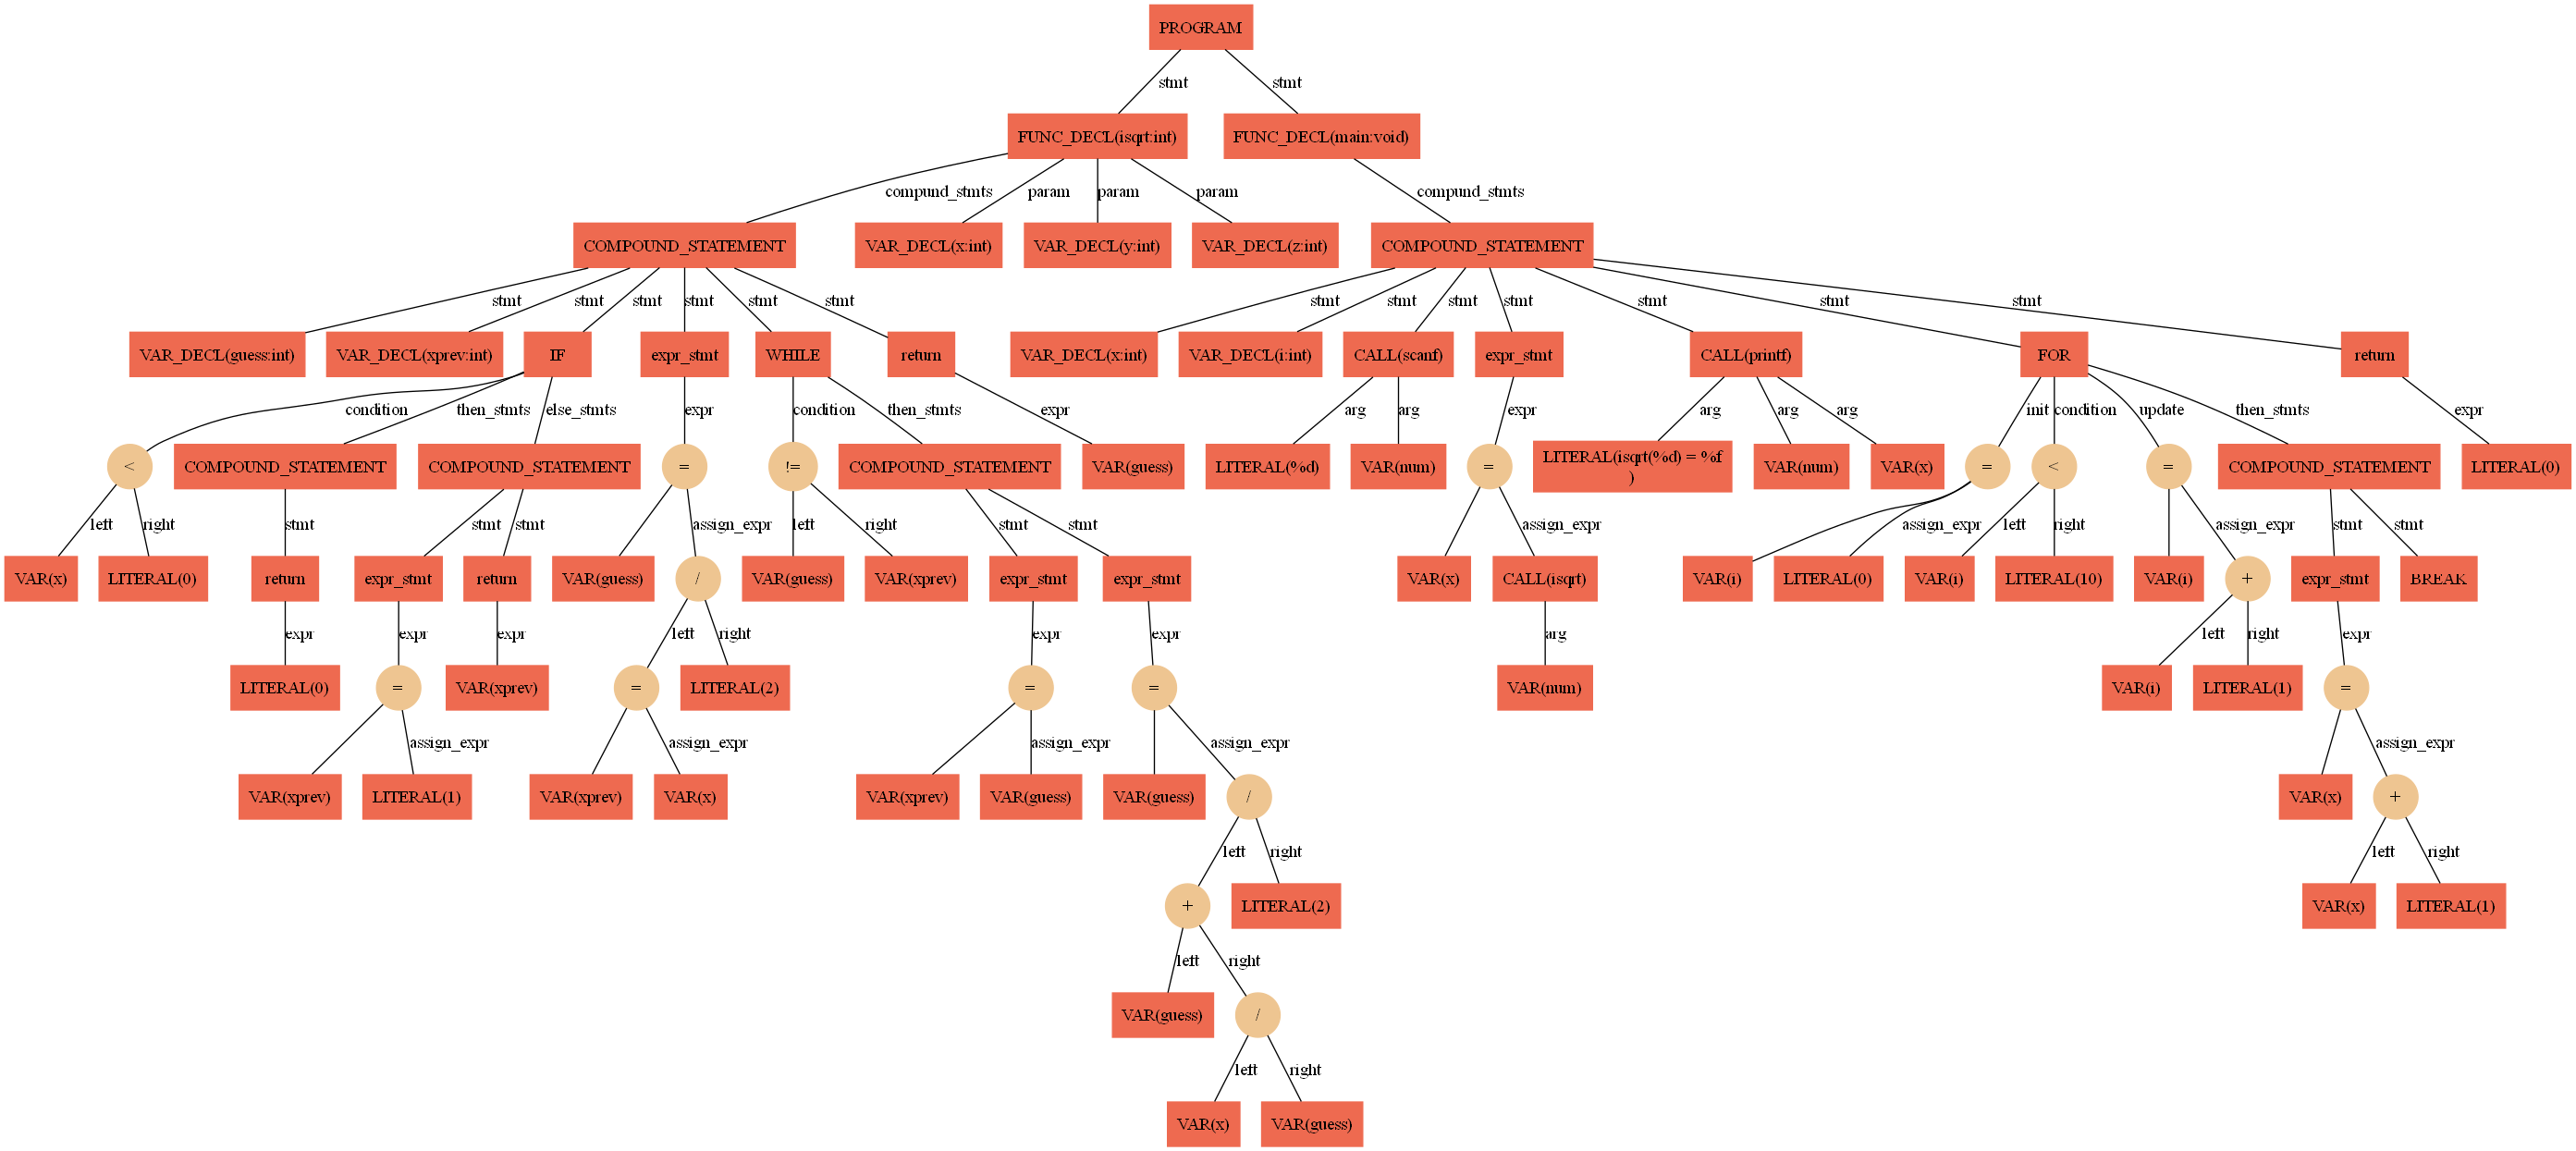 PROGRAM
stmt
stmt
FUNC_DECL(isqrt:int)
FUNC_DECL(main:void)
compund_stmts
param
param
param
compund_stmts
COMPOUND_STATEMENT
VAR_DECL(x:int)
VAR_DECL(y:int)
VAR_DECL(z:int)
COMPOUND_STATEMENT
stmt
stmt
stmt
stmt
stmt
stmt
stmt
stmt
stmt
stmt
stmt
stmt
stmt
VAR_DECL(guess:int)
VAR_DECL(xprev:int)
IF
expr_stmt
WHILE
return
VAR_DECL(x:int)
VAR_DECL(i:int)
CALL(scanf)
expr_stmt
CALL(printf)
FOR
return
condition
then_stmts
else_stmts
expr
condition
then_stmts
expr
arg
arg
expr
arg
arg
arg
init
condition
update
then_stmts
expr
<
COMPOUND_STATEMENT
COMPOUND_STATEMENT
=
!=
COMPOUND_STATEMENT
VAR(guess)
LITERAL(%d)
VAR(num)
=
LITERAL(isqrt(%d) = %f
)
VAR(num)
VAR(x)
=
<
=
COMPOUND_STATEMENT
LITERAL(0)
left
right
stmt
stmt
stmt
assign_expr
left
right
stmt
stmt
assign_expr
assign_expr
left
right
assign_expr
stmt
stmt
VAR(x)
LITERAL(0)
return
expr_stmt
return
VAR(guess)
/
VAR(guess)
VAR(xprev)
expr_stmt
expr_stmt
VAR(x)
CALL(isqrt)
VAR(i)
LITERAL(0)
VAR(i)
LITERAL(10)
VAR(i)
+
expr_stmt
BREAK
expr
expr
expr
left
right
expr
expr
arg
left
right
expr
LITERAL(0)
=
VAR(xprev)
=
LITERAL(2)
=
=
VAR(num)
VAR(i)
LITERAL(1)
=
assign_expr
assign_expr
assign_expr
assign_expr
assign_expr
VAR(xprev)
LITERAL(1)
VAR(xprev)
VAR(x)
VAR(xprev)
VAR(guess)
VAR(guess)
/
VAR(x)
+
left
right
left
right
+
LITERAL(2)
VAR(x)
LITERAL(1)
left
right
VAR(guess)
/
left
right
VAR(x)
VAR(guess)